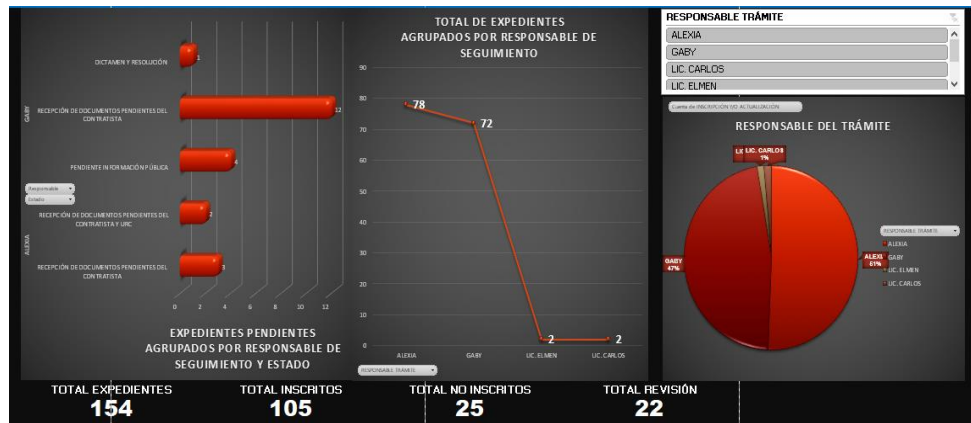 DICTAMEN Y RESOLUCIÓN
1
GABY
RECEPCIÓN DE DOCUMENTOS PENDIENTES DEL
CONTRATISTA
12
PENDIENTE INFORMACIÓN PÚBLICA
4
Responsable
Estado
ALEXIA
RECEPCIÓN DE DOCUMENTOS PENDIENTES DEL
CONTRATISTA Y URC
2
RECEPCIÓN DE DOCUMENTOS PENDIENTES DEL
CONTRATISTA
3
0 2 4 6 8 10 12
EXPEDIENTES PENDIENTES
AGRUPADOS POR RESPONSABLE DE
SEGUIMIENTO Y ESTADO
TOTAL DE EXPEDIENTES
AGRUPADOS POR RESPONSABLE DE
SEGUIMIENTO
90
80
70
60
50
40
30
20
10
0
78
72
2
2
ALEXIA GABY LIC. ELMEN LIC. CARLOS
RESPONSABLE TRÁMITE
RESPONSABLE TRÁMITE
ALEXIA
GABY
LIC. CARLOS
LIC. ELMEN
Cuenta de INSCRIPCIÓN Y/O ACTUALIZACIÓN
RESPONSABLE DEL TRÁMITE
LIC. CARLOS
1%
GABY
47%
ALEXI
51%
RESPONSABLE TRÁMITE
ALEXIA
GABY
LIC. ELMEN
LIC. CARLOS
TOTAL EXPEDIENTES
154
TOTAL INSCRITOS
105
TOTAL NO INSCRITOS
25
TOTAL REVISIÓN
22